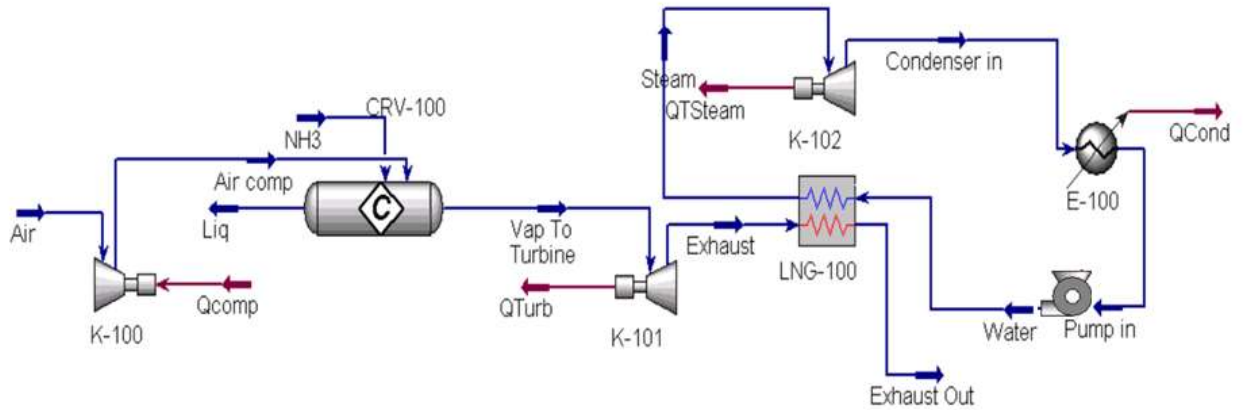 Steam
QTSteam
K-102
Condenser in
QCond
E-100
CRV-100
NH3
Air comp
C
Air
Liq
Vap To
Turbine
Exhaust
LNG-100
Qcomp
K-100
QTurb
K-101
Water
Pump in
Exhaust Out